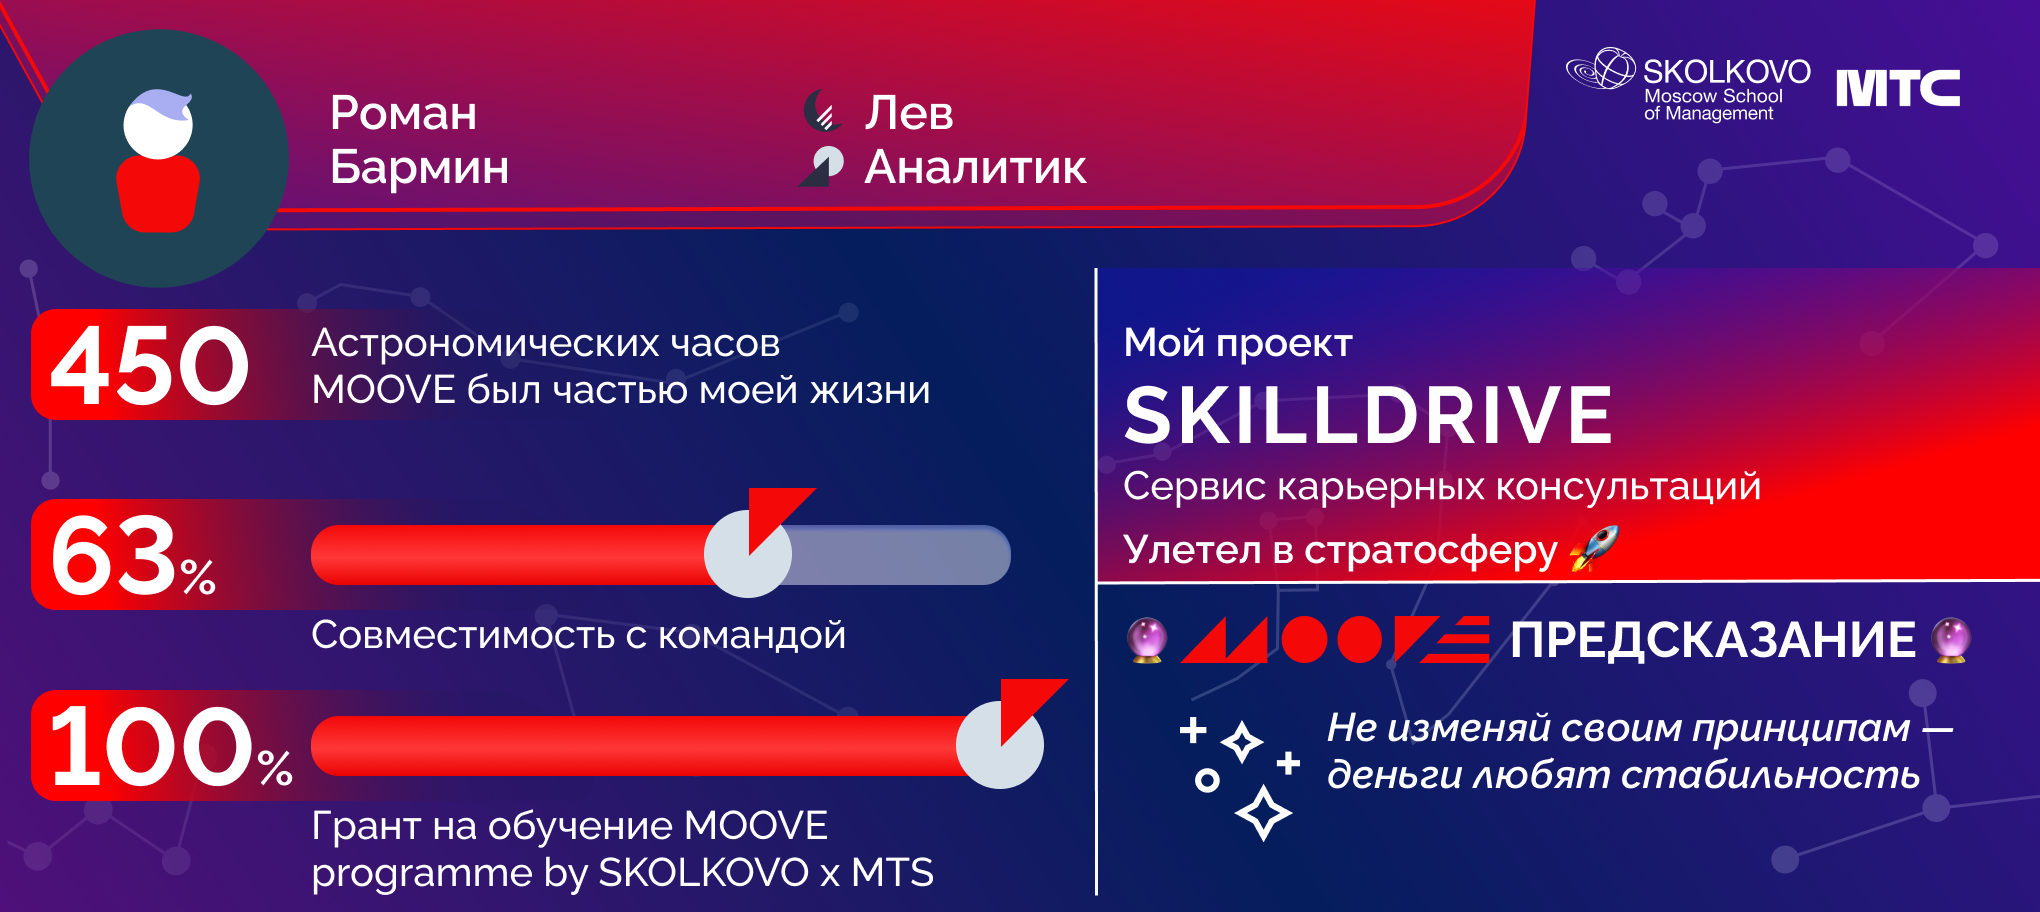 Роман
Бармин
Лев
Аналитик
SKOLKOVO
Moscow School
of Management
МТС
450
Астрономических часов
MOOVE был частью моей жизни
63%
Совместимость с командой
100%
Грант на обучение MOOVE
programme by SKOLKOVO x MTS
Мой проект
SKILLDRIVE
Сервис карьерных консультаций
Улетел в стратосферу 🚀
🔮 MOOVE ПРЕДСКАЗАНИЕ 🔮
Не изменяй своим принципам —
деньги любят стабильность